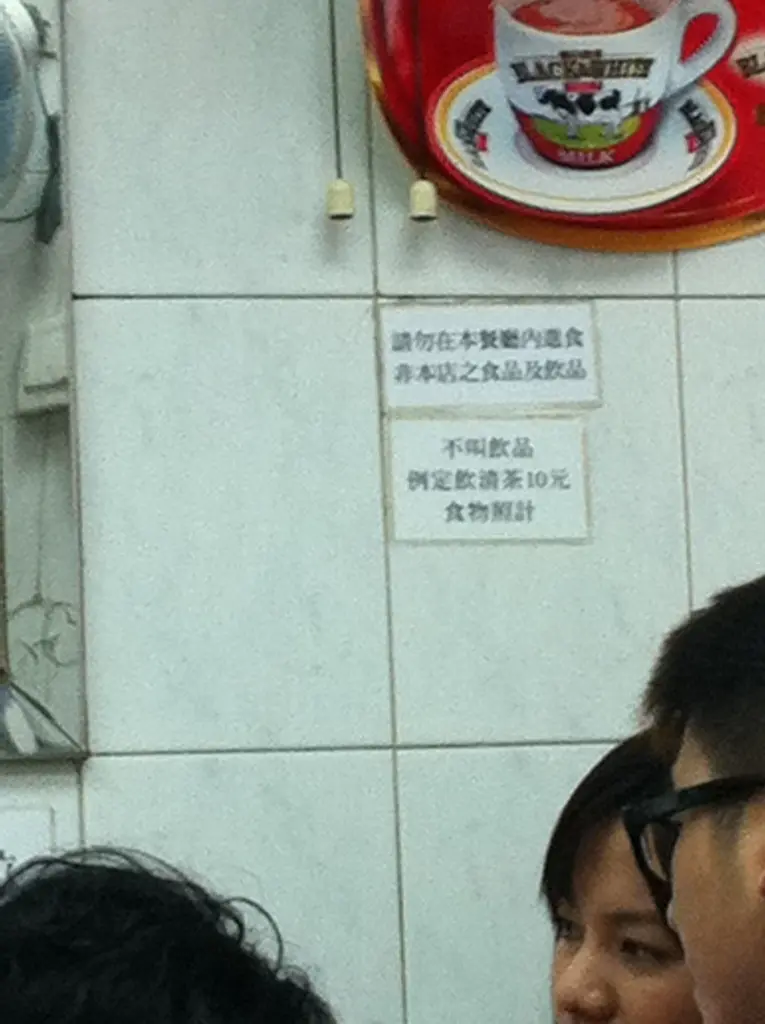 BLACK&WHITE
MILK
請勿在本餐廳內進食
非本店之食品及飲品
不叫飲品
例定飲清茶10元
食物照計